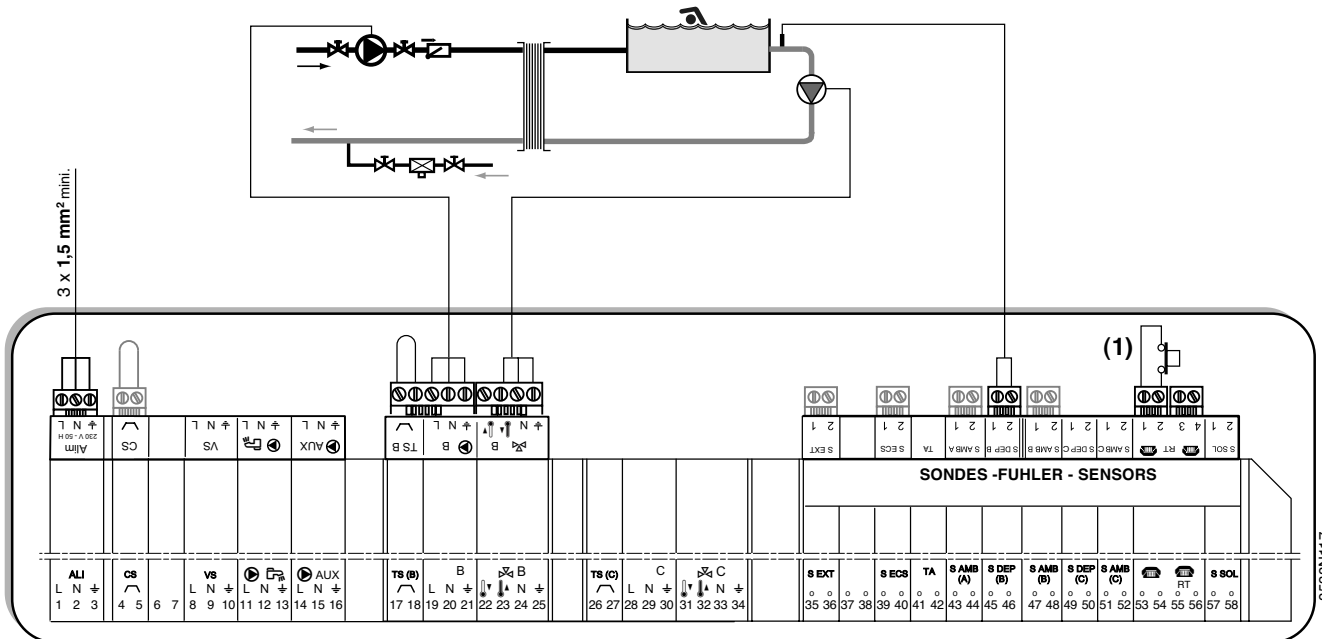 3 x 1,5 mm² mini.
(1)
L N ⏚
230 V - 50 H
Alim
CS
L N ⏚
VS
L N ⏚
L N ⏚
AUX
TS B
L N ⏚
B
N ⏚
B
1 2
S EXT
1 2
S ECS
TA
1 2
S AMB A
1 2
S DEP B
1 2
S AMB B
1 2
S DEP C
1 2
S AMB C
1 2
3 4
RT
1 2
S SOL
SONDES -FUHLER - SENSORS
ALI
L N ⏚
1 2 3
CS
4 5
6 7
VS
L N ⏚
8 9 10
L N ⏚
11 12 13
AUX
L N ⏚
14 15 16
TS (B)
17 18
B
L N ⏚
19 20 21
B
N ⏚
22 23 24 25
TS (C)
26 27
C
L N ⏚
28 29 30
C
N ⏚
31 32 33 34
S EXT
35 36
37 38
S ECS
39 40
TA
41 42
S AMB
(A)
43 44
S DEP
(B)
45 46
S AMB
(B)
47 48
S DEP
(C)
49 50
S AMB
(C)
51 52
53 54
RT
55 56
S SOL
57 58